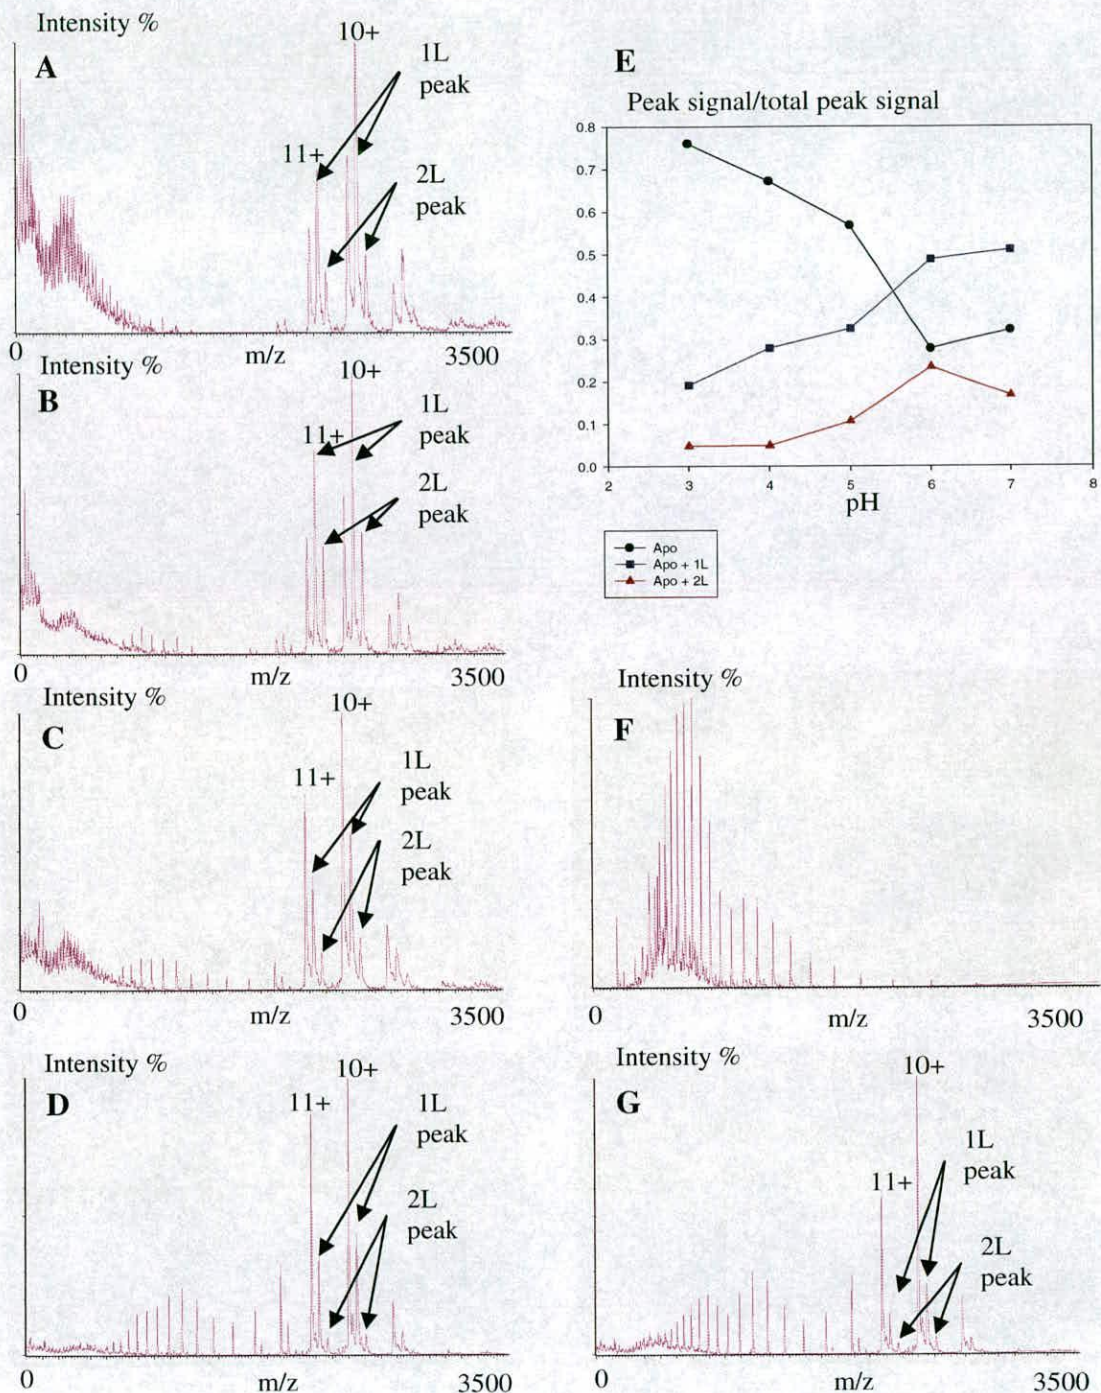 Intensity %
A
10+
1L
peak
11+
2L
peak
0
m/z
3500
Intensity %
B
10+
1L
peak
11+
2L
peak
0
m/z
3500
Intensity %
C
10+
1L
peak
11+
2L
peak
0
m/z
3500
Intensity %
D
10+
11+
1L
peak
2L
peak
0
m/z
3500
E
Peak signal/total peak signal
0.8
0.7
0.6
0.5
0.4
0.3
0.2
0.1
0.0
2
3
4
5
6
7
8
pH
Apo
Apo + 1L
Apo + 2L
Intensity %
F
0
m/z
3500
Intensity %
G
10+
1L
peak
11+
2L
peak
0
m/z
3500